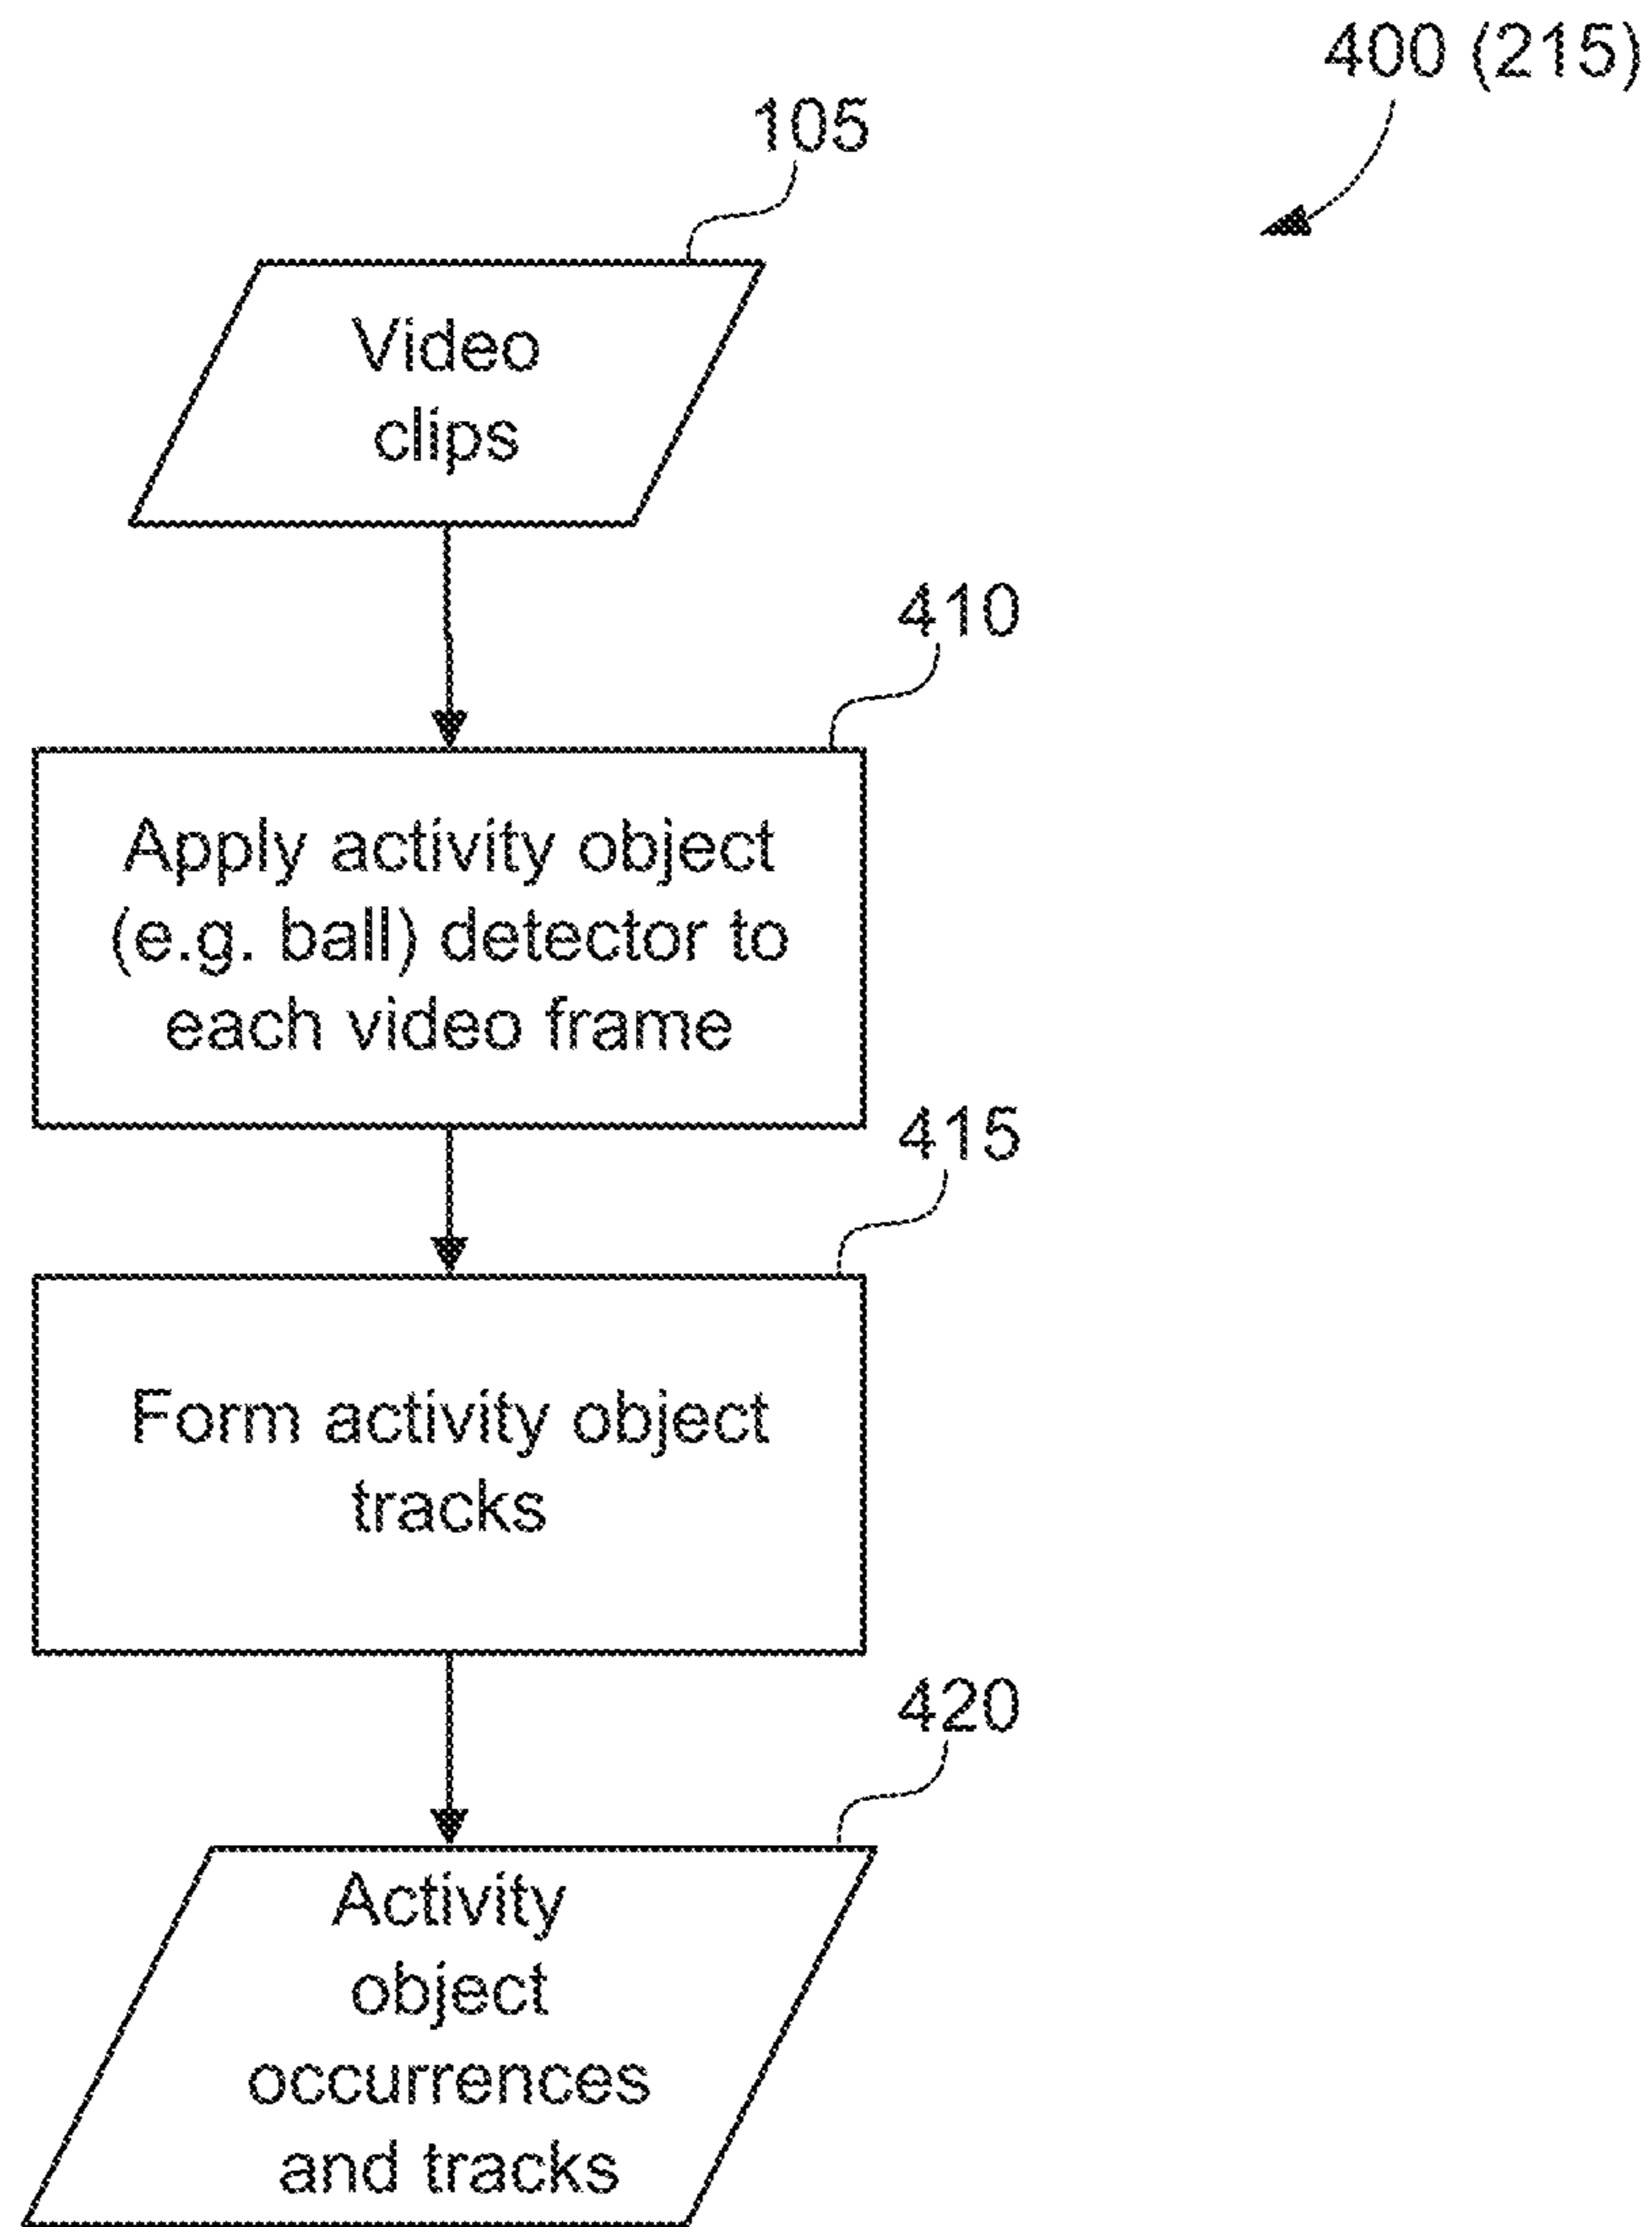 400 (215)
105
Video
clips
410
Apply activity object
(e.g. ball) detector to
each video frame
415
Form activity object
tracks
420
Activity
object
occurrences
and tracks